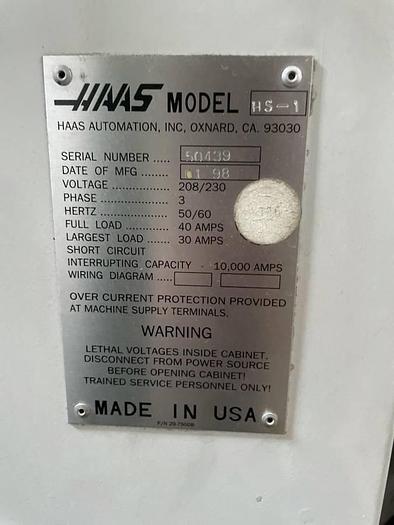 HAAS MODEL HS-1
HAAS AUTOMATION, INC, OXNARD, CA. 93030
SERIAL NUMBER .... 50439
DATE OF MFG ...... 01 98
VOLTAGE .............. 208/230
PHASE .................. 3
HERTZ ................... 50/60
FULL LOAD ........... 40 AMPS
LARGEST LOAD ..... 30 AMPS
SHORT CIRCUIT
INTERRUPTING CAPACITY - 10,000 AMPS
WIRING DIAGRAM .....
OVER CURRENT PROTECTION PROVIDED
AT MACHINE SUPPLY TERMINALS.
WARNING
LETHAL VOLTAGES INSIDE CABINET,
DISCONNECT FROM POWER SOURCE
BEFORE OPENING CABINET!
TRAINED SERVICE PERSONNEL ONLY!
MADE IN USA